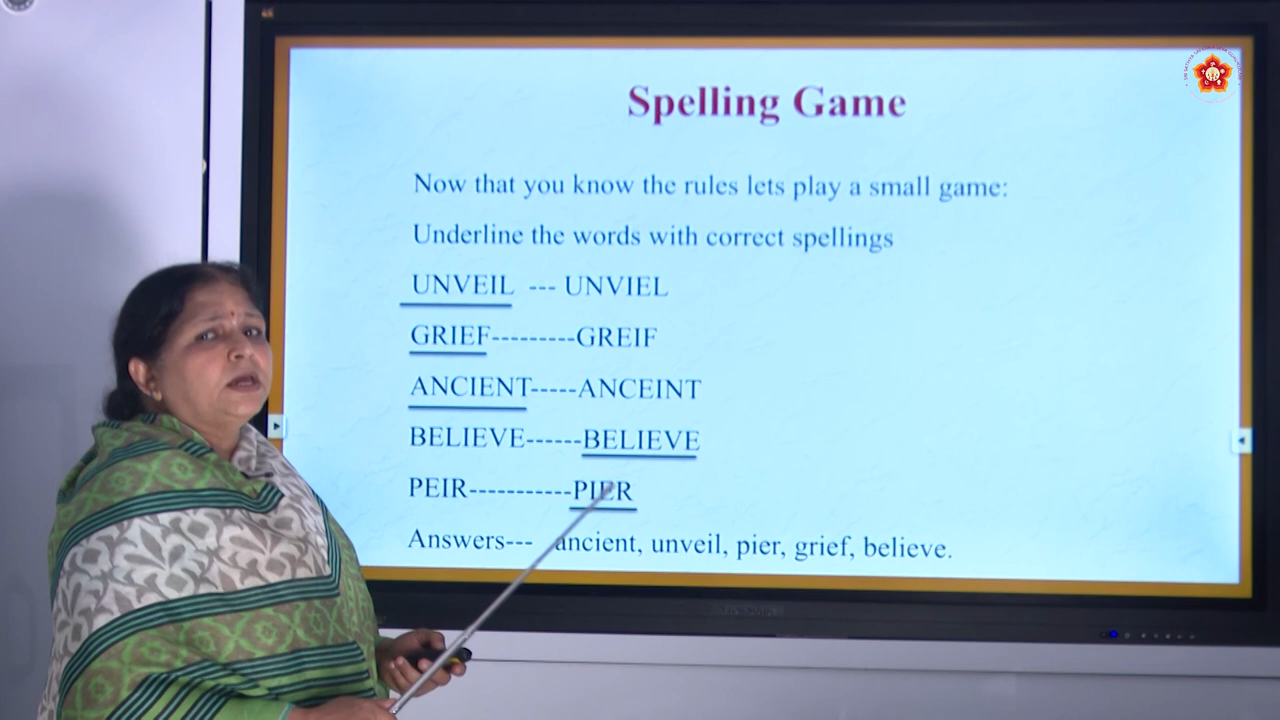 Spelling Game
Now that you know the rules lets play a small game:
Underline the words with correct spellings
UNVEIL --- UNVIEL
GRIEF---------GREIF
ANCIENT-----ANCEINT
BELIEVE------BELIEVE
PEIR-----------PIER
Answers--- ancient, unveil, pier, grief, believe.